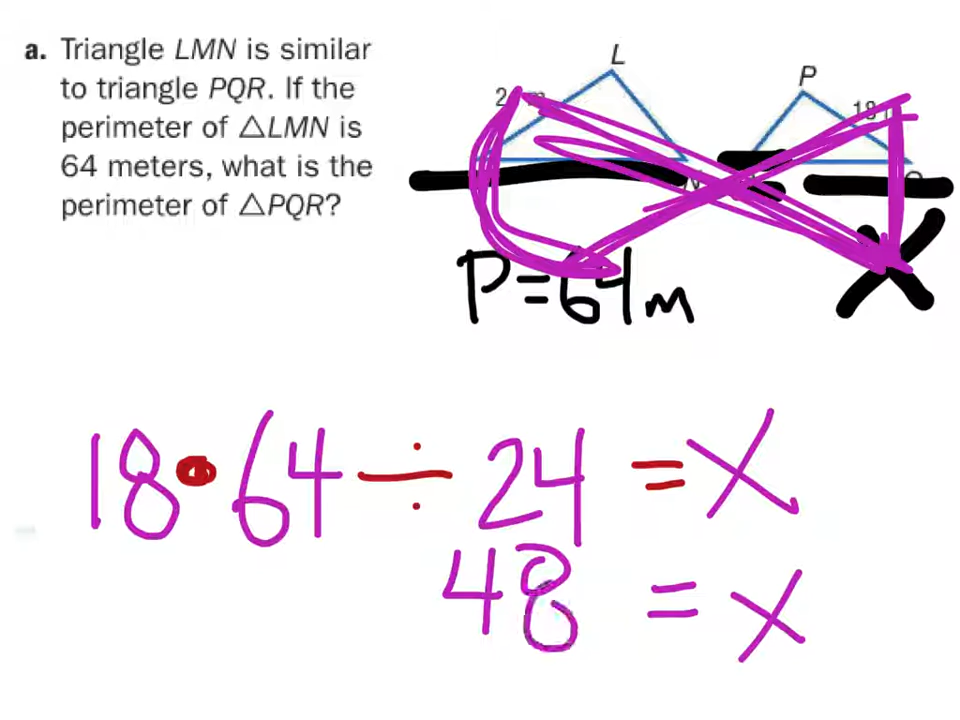 a. Triangle LMN is similar
to triangle PQR. If the
perimeter of △LMN is
64 meters, what is the
perimeter of △PQR?
L
P
18
P=64m
X
18•64÷24=X
48=X